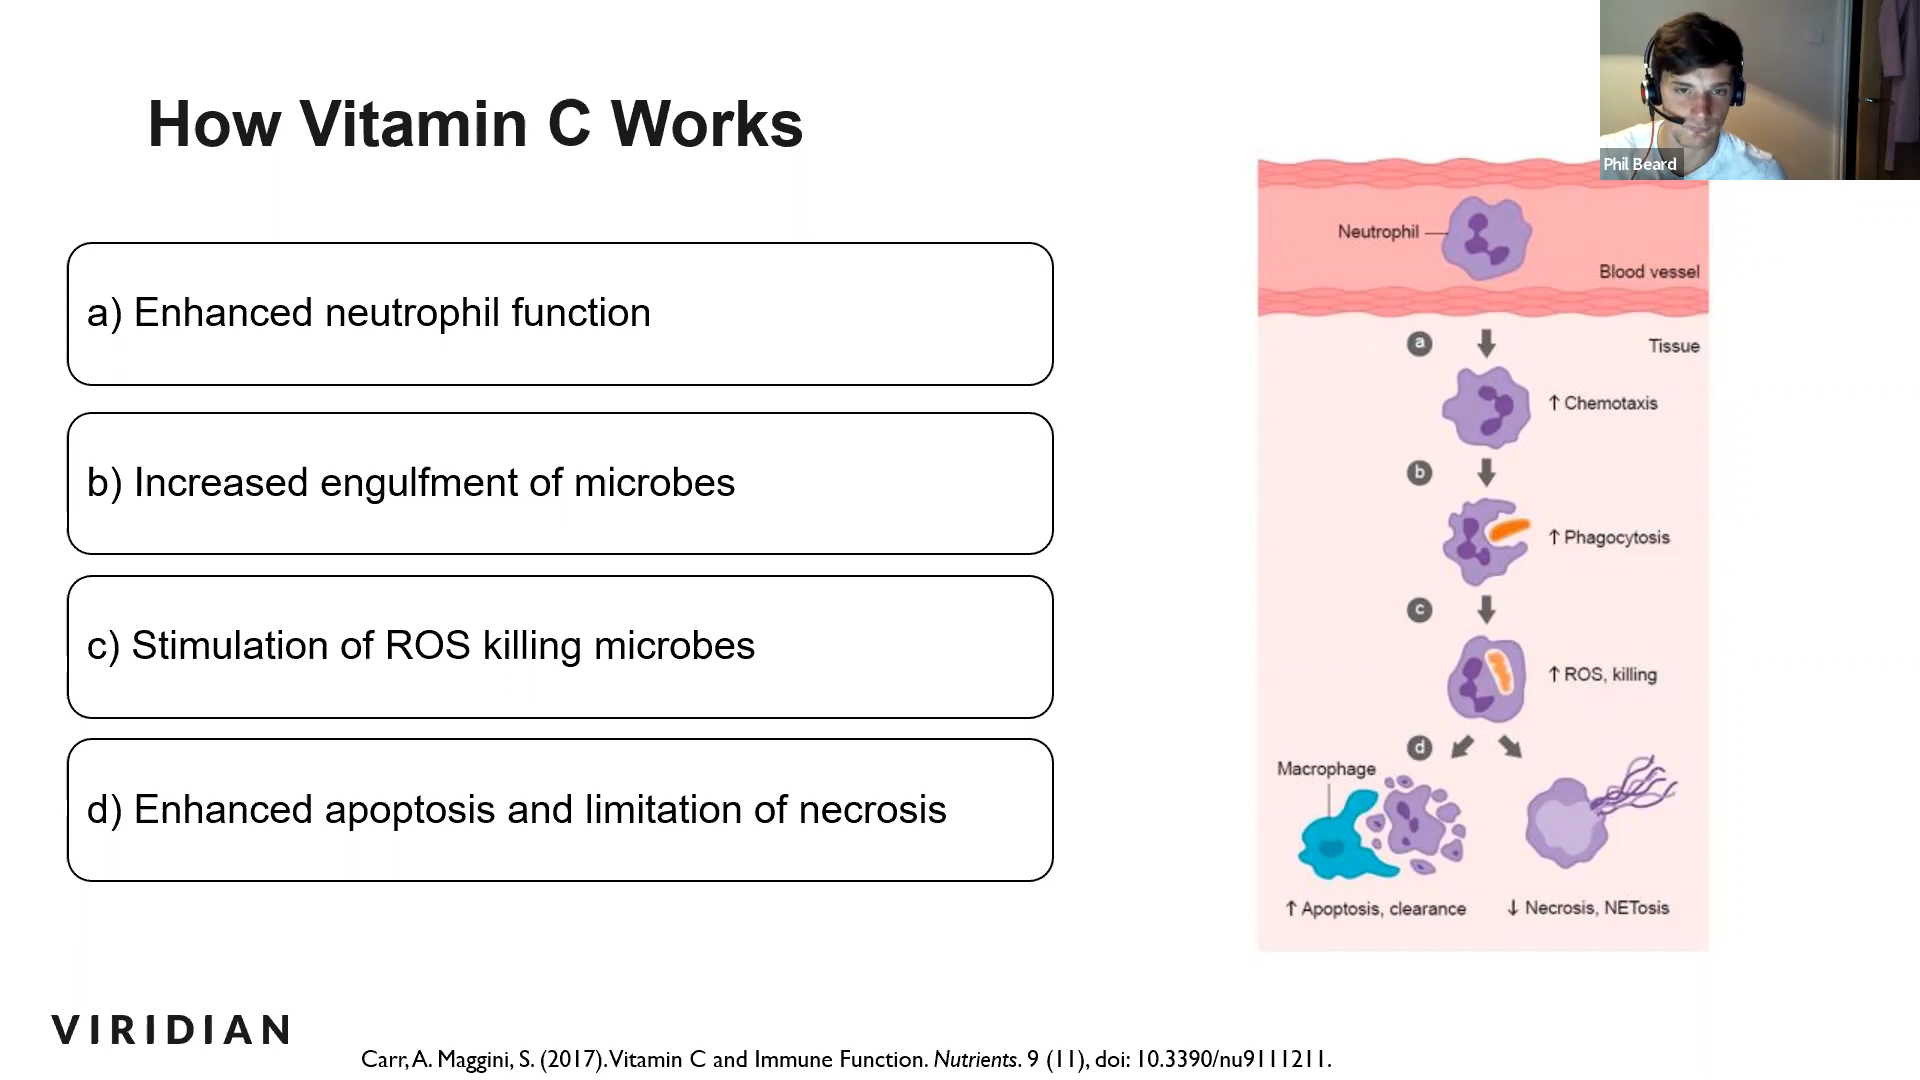 How Vitamin C Works
Phil Beard
a) Enhanced neutrophil function
b) Increased engulfment of microbes
c) Stimulation of ROS killing microbes
d) Enhanced apoptosis and limitation of necrosis
Neutrophil
Blood vessel
a
Tissue
↑ Chemotaxis
b
↑ Phagocytosis
c
↑ ROS, killing
d
Macrophage
↑ Apoptosis, clearance
↓ Necrosis, NETosis
VIRIDIAN
Carr, A. Maggini, S. (2017). Vitamin C and Immune Function. Nutrients. 9 (11), doi: 10.3390/nu9111211.